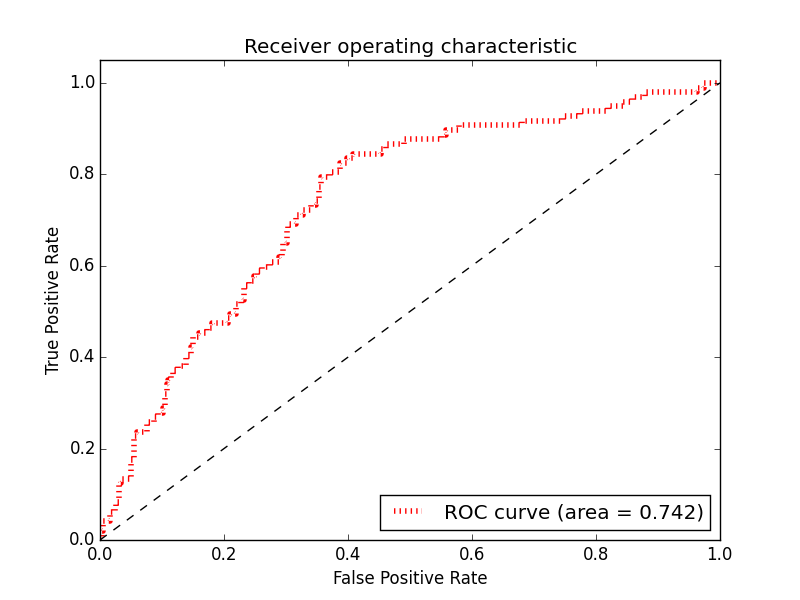 Receiver operating characteristic
True Positive Rate
1.0
0.8
0.6
0.4
0.2
0.0
ROC curve (area = 0.742)
0.0 0.2 0.4 0.6 0.8 1.0
False Positive Rate